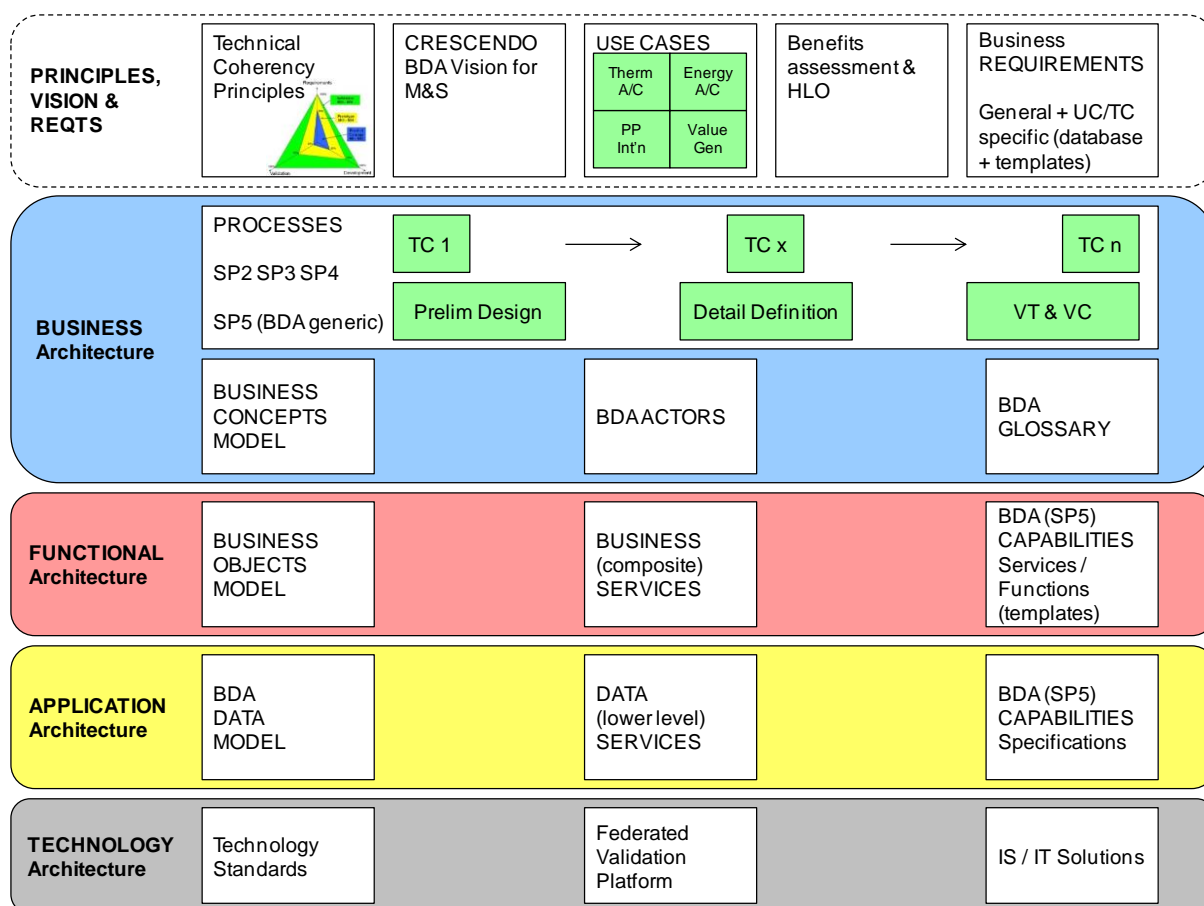 PRINCIPLES,
VISION &
REQTS
Technical
Coherency
Principles
Requirements
Validation
Development
CRESCENDO
BDA Vision for
M&S
USE CASES
Therm
A/C
Energy
A/C
PP
Int'n
Value
Gen
Benefits
assessment &
HLO
Business
REQUIREMENTS
General + UC/TC
specific (database
+ templates)
BUSINESS
Architecture
PROCESSES
SP2 SP3 SP4
SP5 (BDA generic)
TC 1
TC x
TC n
Prelim Design
Detail Definition
VT & VC
BUSINESS
CONCEPTS
MODEL
BDA ACTORS
BDA
GLOSSARY
FUNCTIONAL
Architecture
BUSINESS
OBJECTS
MODEL
BUSINESS
(composite)
SERVICES
BDA (SP5)
CAPABILITIES
Services /
Functions
(templates)
APPLICATION
Architecture
BDA
DATA
MODEL
DATA
(lower level)
SERVICES
BDA (SP5)
CAPABILITIES
Specifications
TECHNOLOGY
Architecture
Technology
Standards
Federated
Validation
Platform
IS / IT Solutions